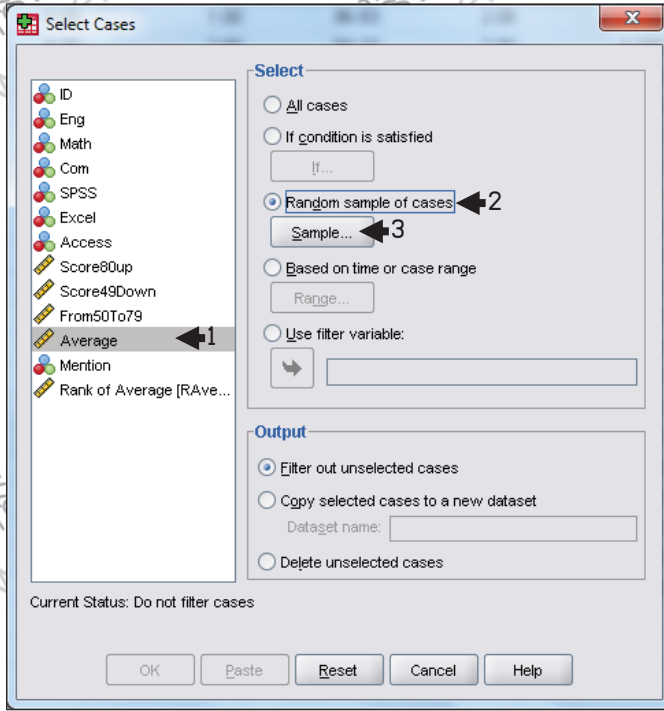 Select Cases
ID
Eng
Math
Com
SPSS
Excel
Access
Score80up
Score49Down
From50To79
Average 1
Mention
Rank of Average [RAve...
Select
All cases
If condition is satisfied
If...
Random sample of cases 2
Sample... 3
Based on time or case range
Range...
Use filter variable:
Output
Filter out unselected cases
Copy selected cases to a new dataset
Dataset name:
Delete unselected cases
Current Status: Do not filter cases
OK Paste Reset Cancel Help